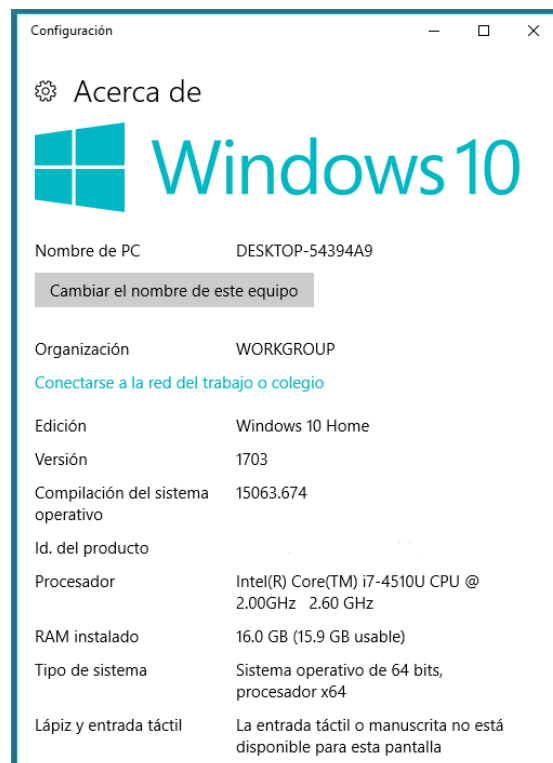 Configuración
Acerca de
Windows 10
Nombre de PC DESKTOP-54394A9
Cambiar el nombre de este equipo
Organización WORKGROUP
Conectarse a la red del trabajo o colegio
Edición Windows 10 Home
Versión 1703
Compilación del sistema operativo 15063.674
Id. del producto
Procesador Intel(R) Core(TM) i7-4510U CPU @
2.00GHz 2.60 GHz
RAM instalado 16.0 GB (15.9 GB usable)
Tipo de sistema Sistema operativo de 64 bits,
procesador x64
Lápiz y entrada táctil La entrada táctil o manuscrita no está
disponible para esta pantalla